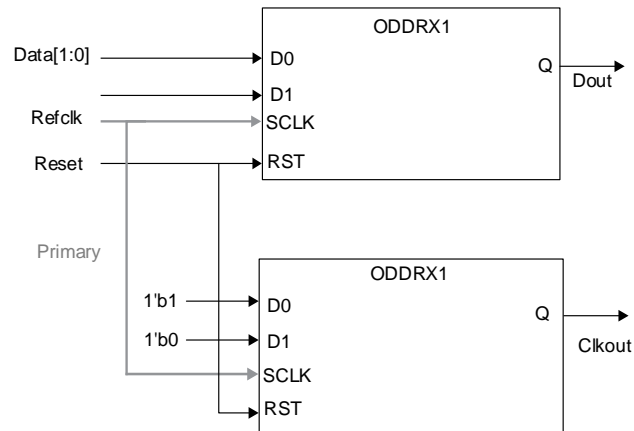 ODDRX1
Data[1:0]
D0
Q
Dout
D1
Refclk
SCLK
Reset
RST
Primary
ODDRX1
1'b1
D0
Q
1'b0
D1
Clkout
SCLK
RST